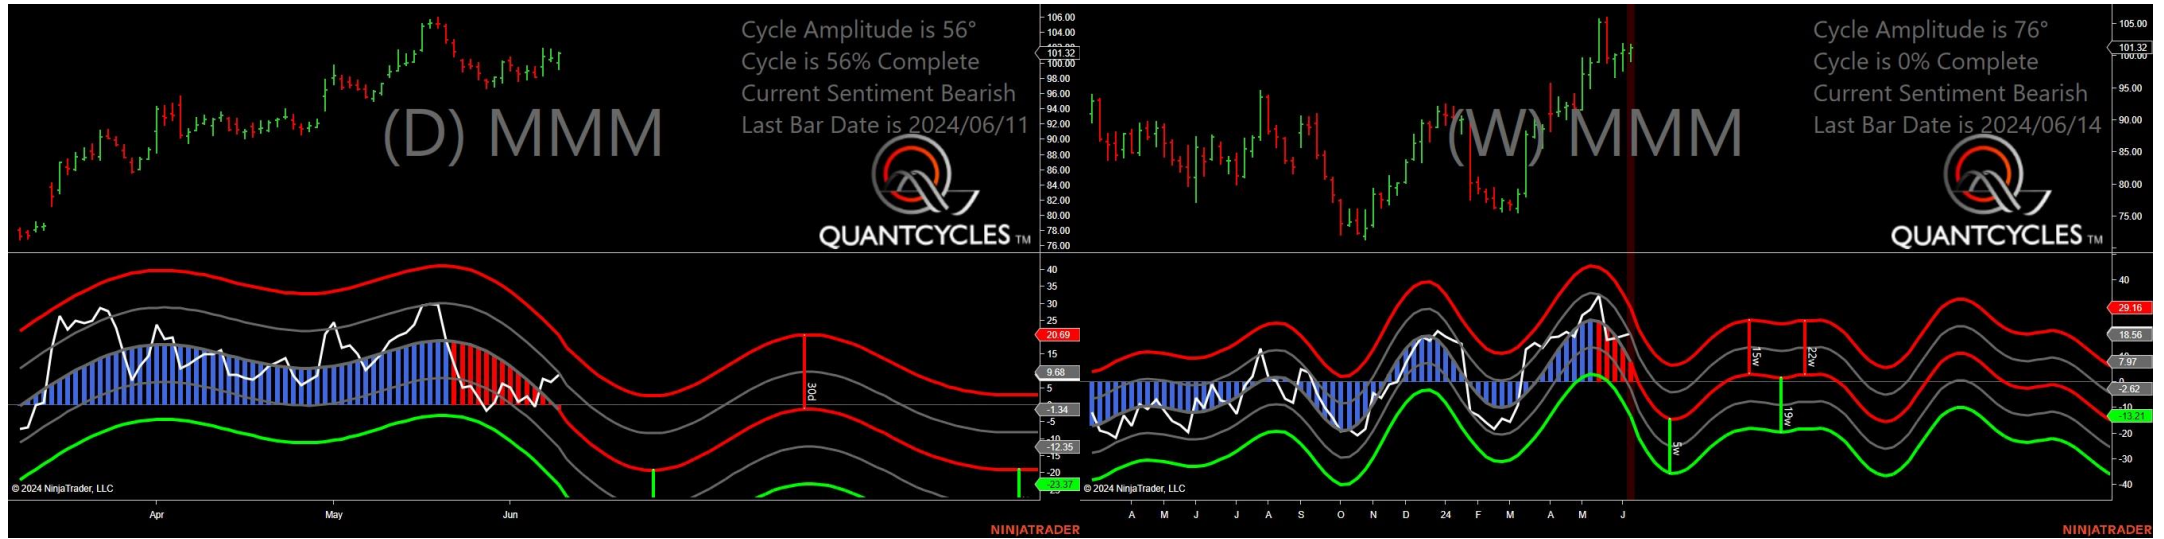 Cycle Amplitude is 56°
Cycle is 56% Complete
Current Sentiment Bearish
Last Bar Date is 2024/06/11
(D) MMM
QUANTCYCLES TM
106.00
104.00
101.32
100.00
98.00
96.00
94.00
92.00
90.00
88.00
86.00
84.00
82.00
80.00
78.00
76.00
40
35
30
25
20.69
15
9.68
5
-1.34
-5
-10
-12.35
-15
-20
-23.37
30d
© 2024 NinjaTrader, LLC
Apr May Jun
NINJATRADER
Cycle Amplitude is 76°
Cycle is 0% Complete
Current Sentiment Bearish
Last Bar Date is 2024/06/14
(W) MMM
QUANTCYCLES TM
105.00
101.32
100.00
95.00
90.00
85.00
80.00
75.00
40
29.16
18.56
7.97
0
-2.62
-10
-13.21
-20
-30
-40
15w
22w
19w
5w
© 2024 NinjaTrader, LLC
A M J J A S O N D 24 F M A M J
NINJATRADER